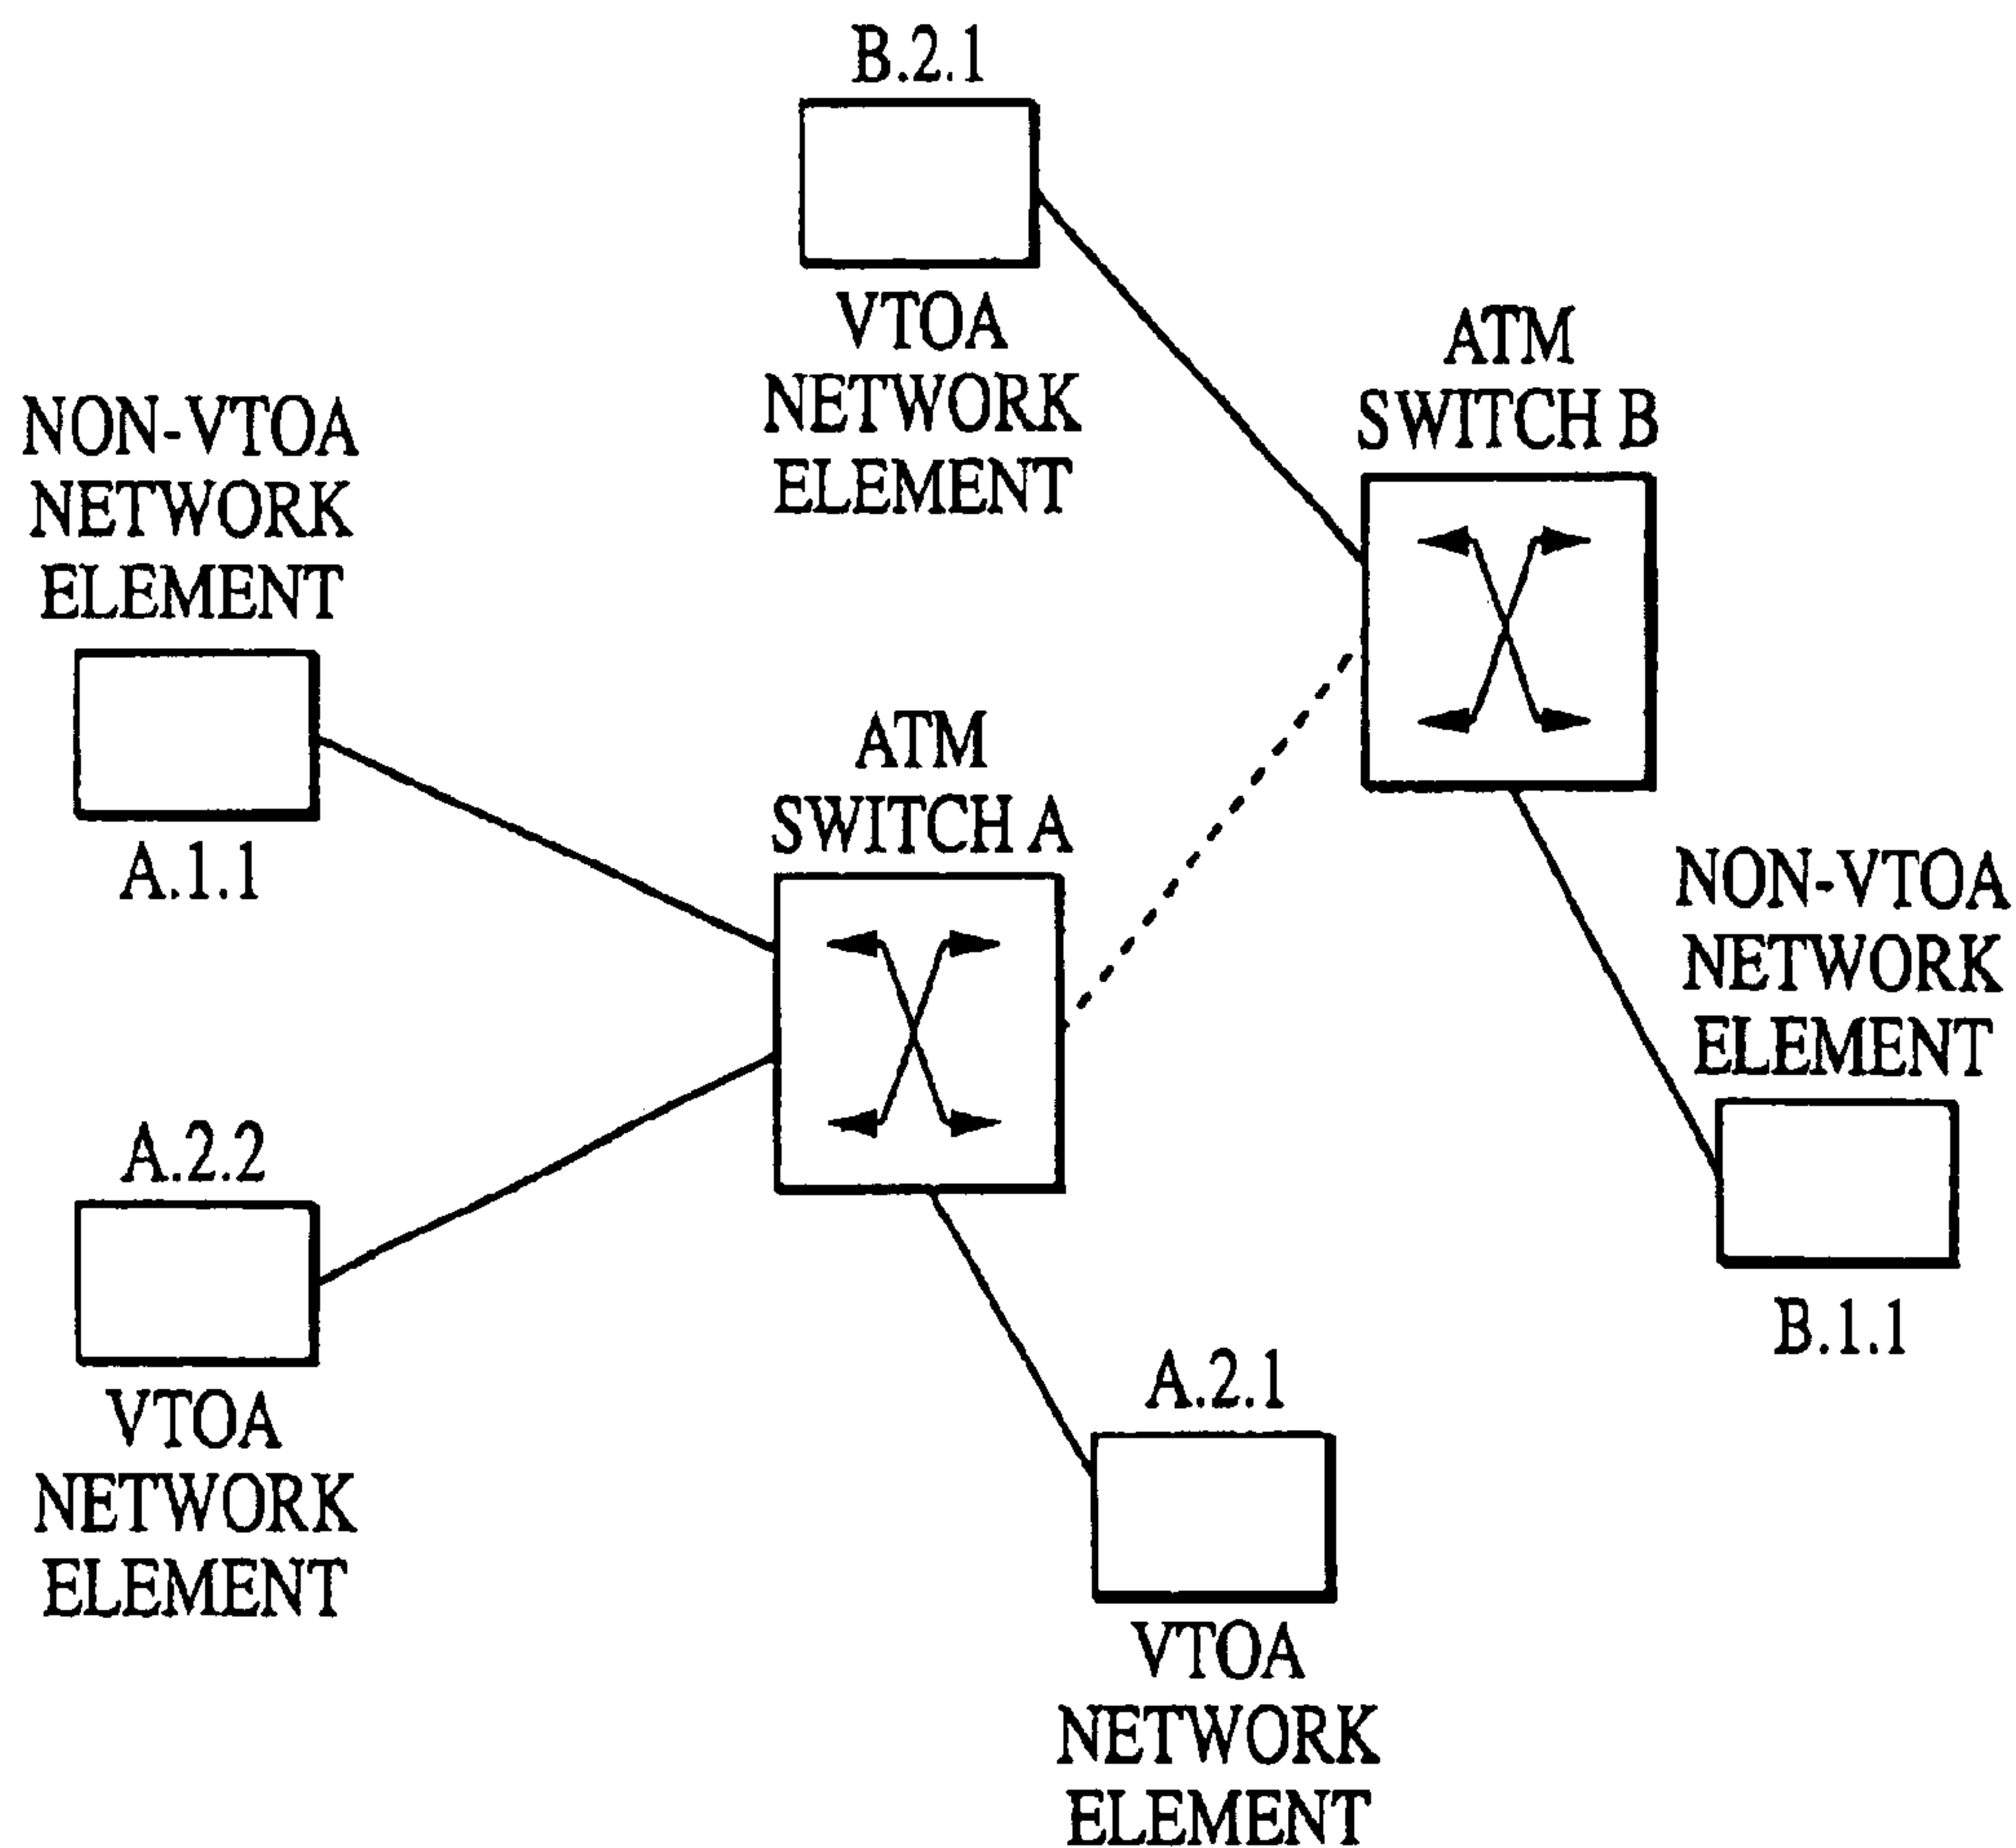 B.2.1
VTOA
NETWORK
ELEMENT
ATM
SWITCH B
NON-VTOA
NETWORK
ELEMENT
A.1.1
ATM
SWITCH A
NON-VTOA
NETWORK
ELEMENT
B.1.1
A.2.2
VTOA
NETWORK
ELEMENT
A.2.1
VTOA
NETWORK
ELEMENT